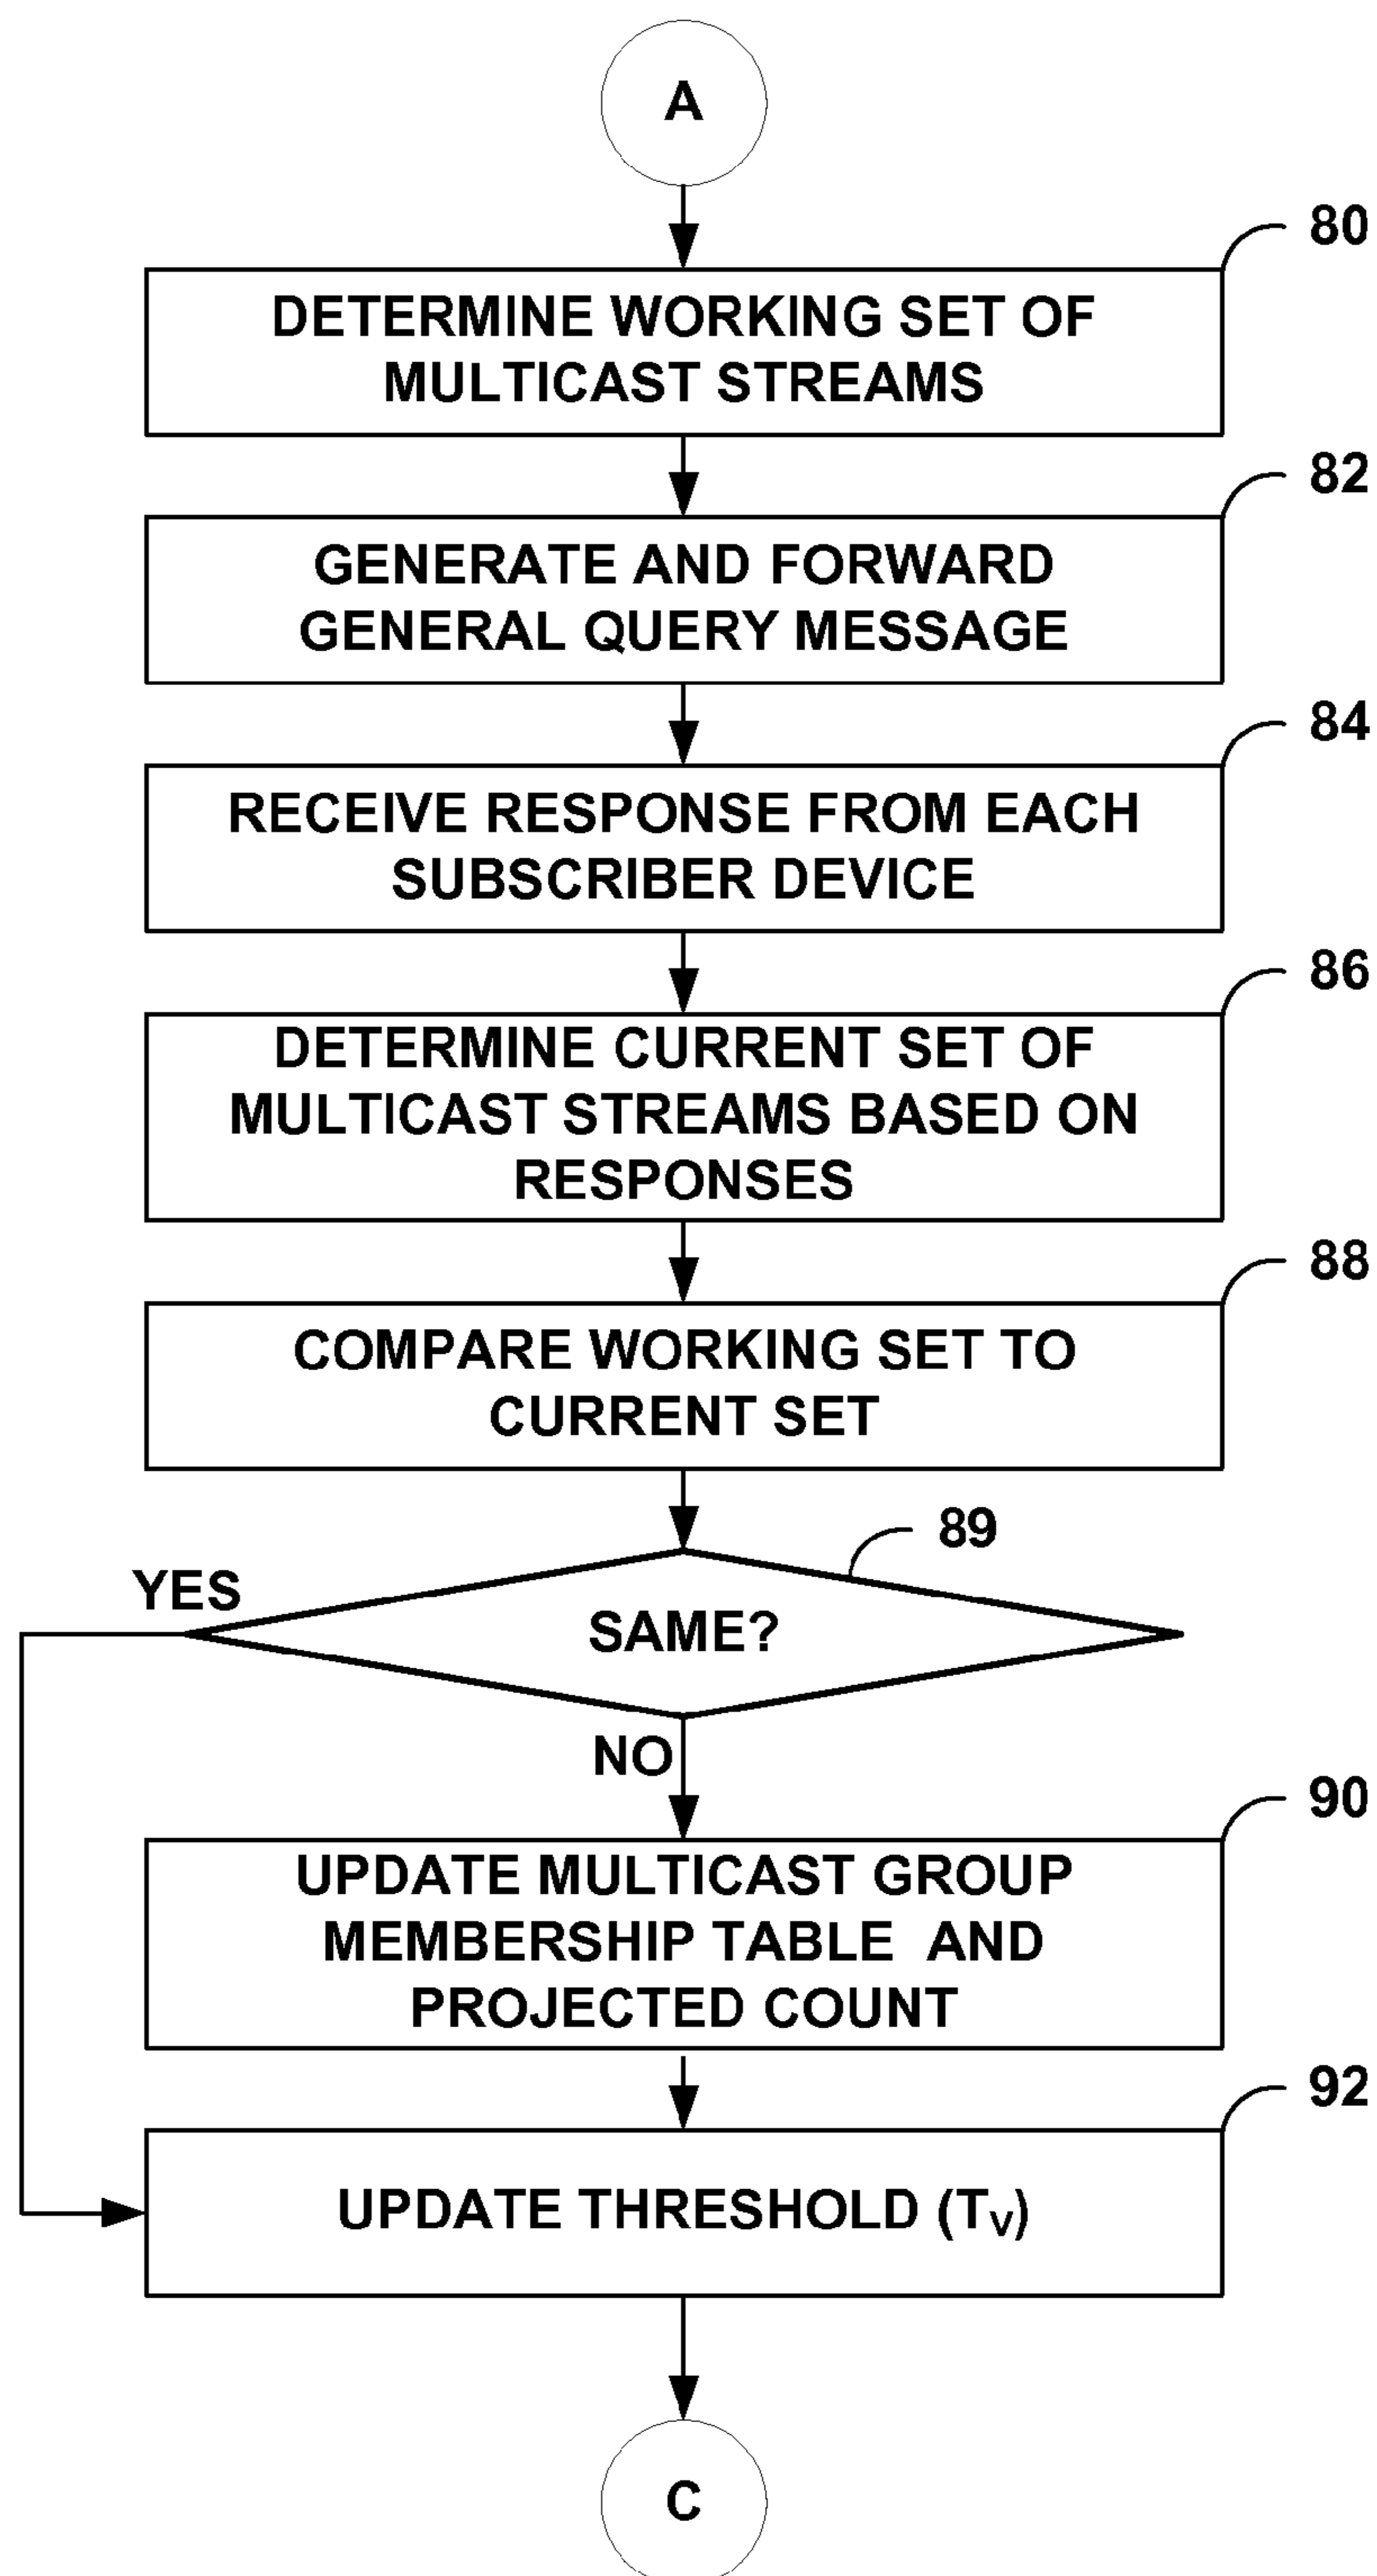 A
80
DETERMINE WORKING SET OF
MULTICAST STREAMS
82
GENERATE AND FORWARD
GENERAL QUERY MESSAGE
84
RECEIVE RESPONSE FROM EACH
SUBSCRIBER DEVICE
86
DETERMINE CURRENT SET OF
MULTICAST STREAMS BASED ON
RESPONSES
88
COMPARE WORKING SET TO
CURRENT SET
89
YES
SAME?
NO
90
UPDATE MULTICAST GROUP
MEMBERSHIP TABLE AND
PROJECTED COUNT
92
UPDATE THRESHOLD (TV)
C